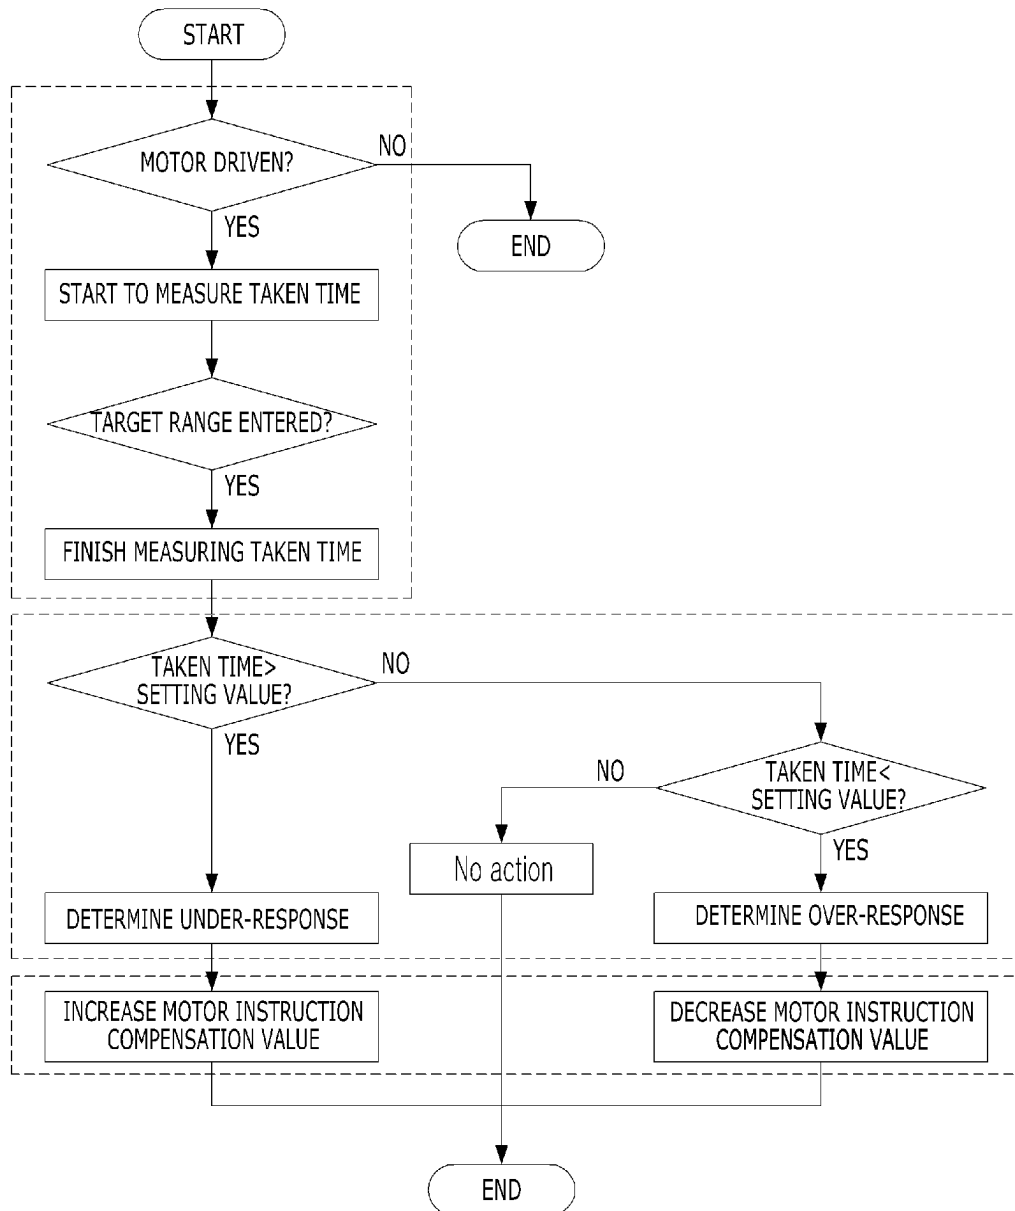 START
MOTOR DRIVEN?
NO
YES
END
START TO MEASURE TAKEN TIME
TARGET RANGE ENTERED?
YES
FINISH MEASURING TAKEN TIME
TAKEN TIME>
SETTING VALUE?
NO
YES
TAKEN TIME<
SETTING VALUE?
NO
YES
No action
DETERMINE UNDER-RESPONSE
DETERMINE OVER-RESPONSE
INCREASE MOTOR INSTRUCTION
COMPENSATION VALUE
DECREASE MOTOR INSTRUCTION
COMPENSATION VALUE
END